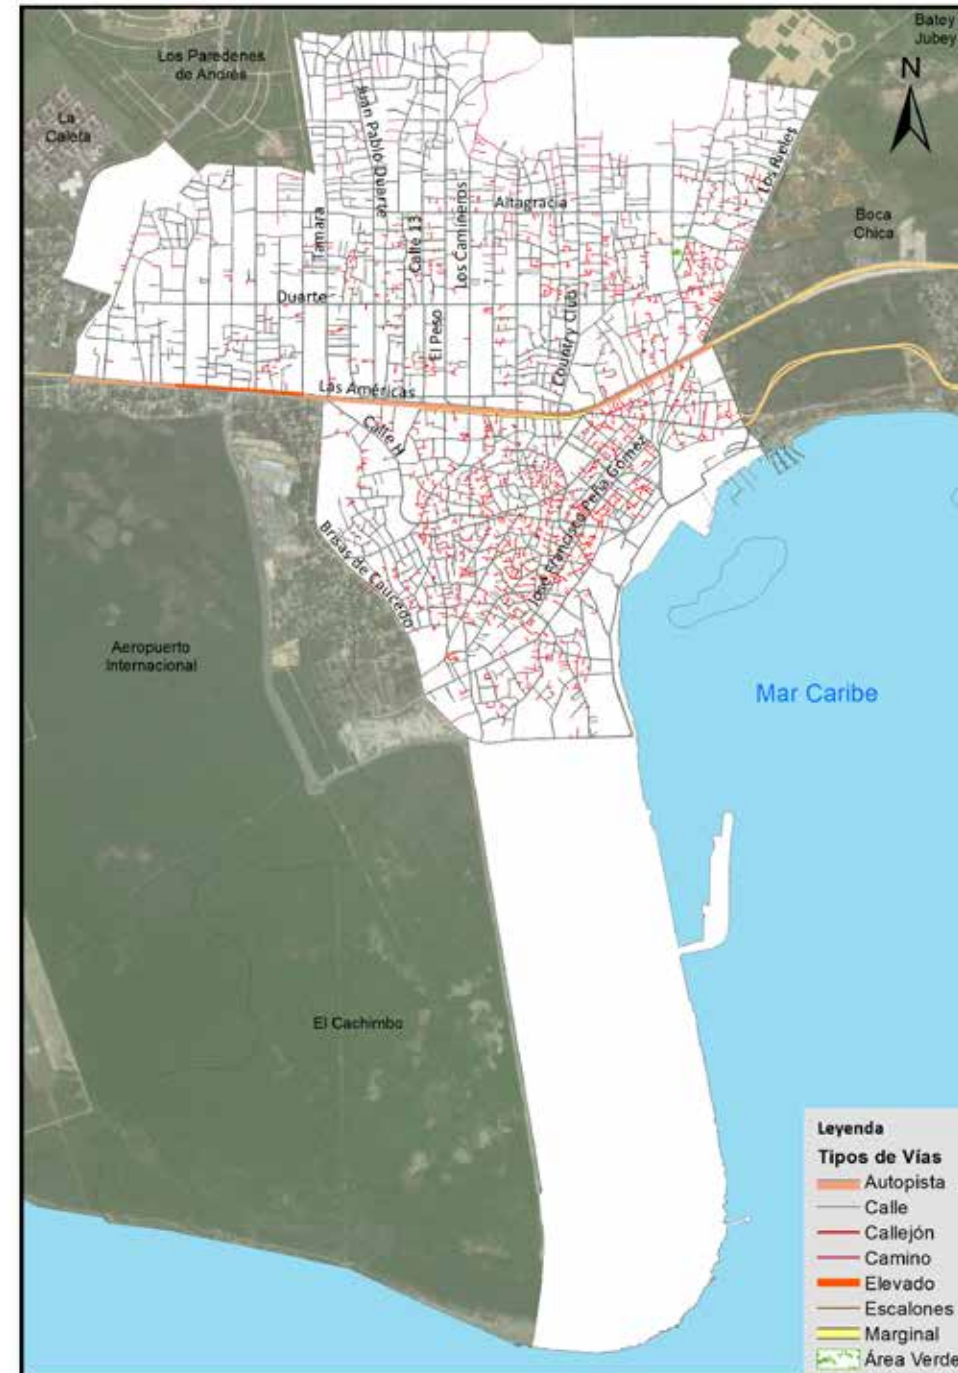 Batey
Jubey
Los Paredenes
de Andrés
N
La
Caleta
Juan Pablo Duarte
Los Rieles
Altagracia
Boca
Chica
Tamara
Calle 13
Los Camineros
Duarte
El Peso
Country Club
Las Américas
Calle H
José Francisco Peña Gómez
Brisas de Caucedo
Aeropuerto
Internacional
Mar Caribe
El Cachimbo
Leyenda
Tipos de Vías
Autopista
Calle
Callejón
Camino
Elevado
Escalones
Marginal
Área Verde